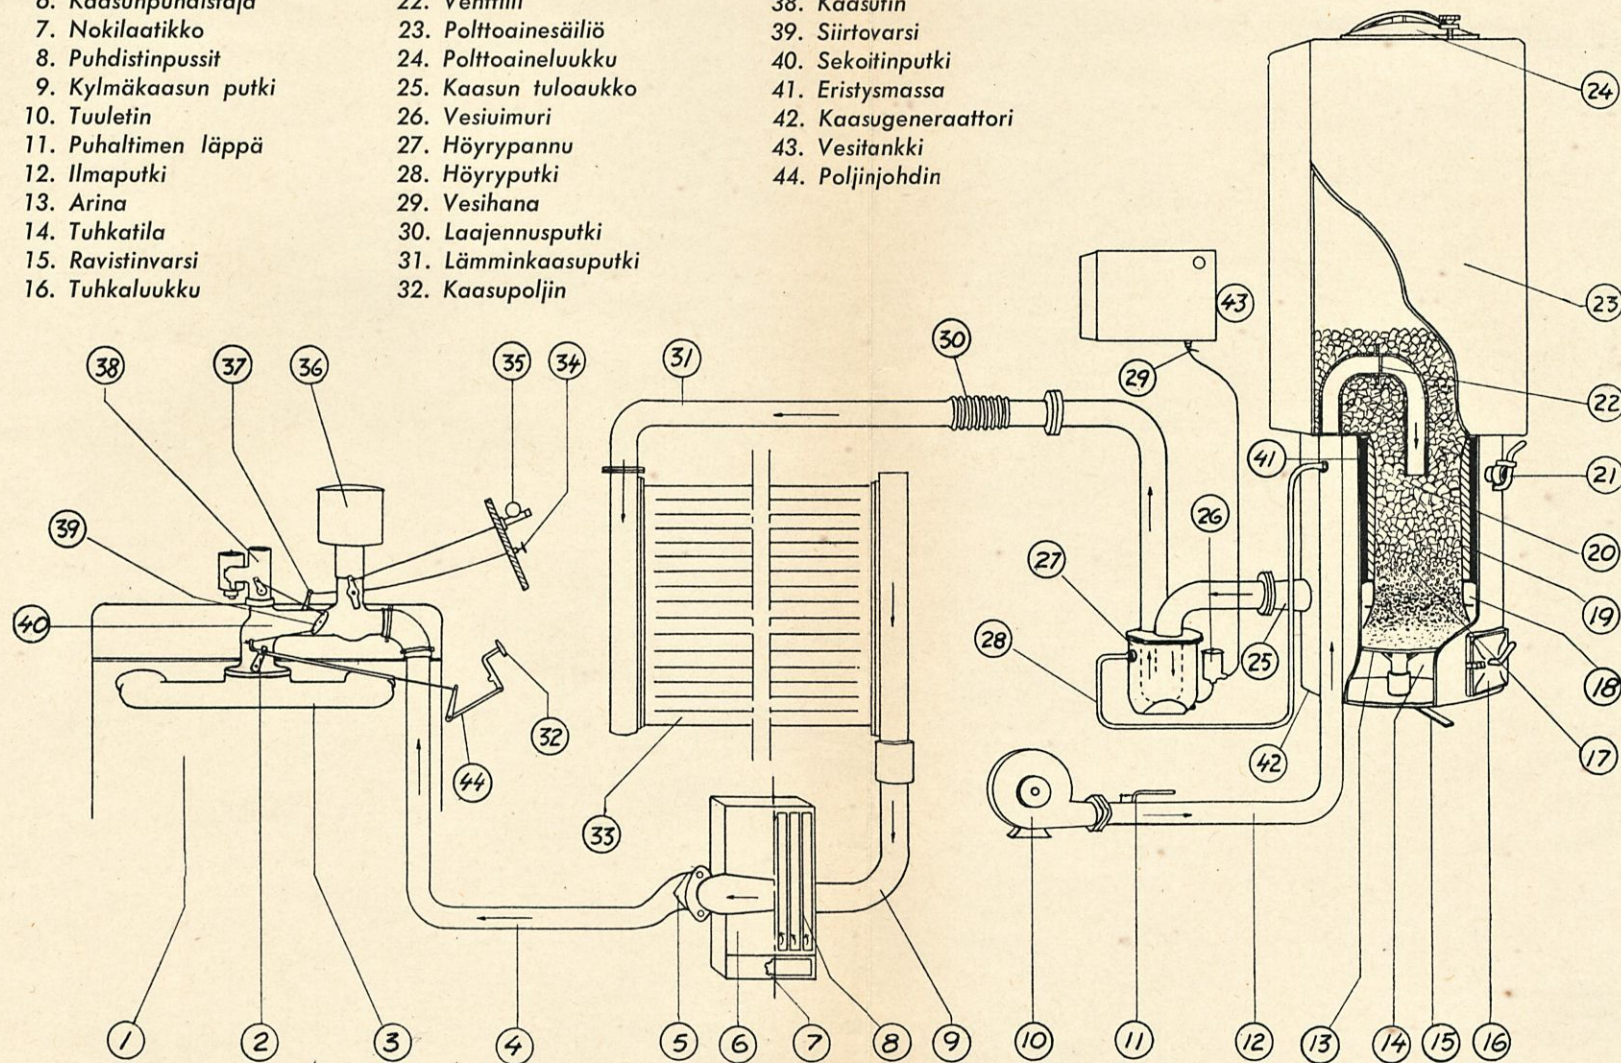 6. Kaasunpuhdistaja
7. Nokilaatikko
8. Puhdistinpussit
9. Kylmäkaasun putki
10. Tuuletin
11. Puhaltimen läppä
12. Ilmaputki
13. Arina
14. Tuhkatila
15. Ravistinvarsi
16. Tuhkaluukku
22. Venttiili
23. Polttoainesäiliö
24. Polttoaineluukku
25. Kaasun tuloaukko
26. Vesiuimuri
27. Höyrypannu
28. Höyryputki
29. Vesihana
30. Laajennusputki
31. Lämminkaasuputki
32. Kaasupoljin
38. Kaasutin
39. Siirtovarsi
40. Sekoitinputki
41. Eristysmassa
42. Kaasugeneraattori
43. Vesitankki
44. Poljinjohdin
24
43
23
38
37
36
35
34
31
30
29
22
41
21
39
26
27
20
40
19
28
25
18
32
44
42
17
33
1
2
3
4
5
6
7
8
9
10
11
12
13
14
15
16